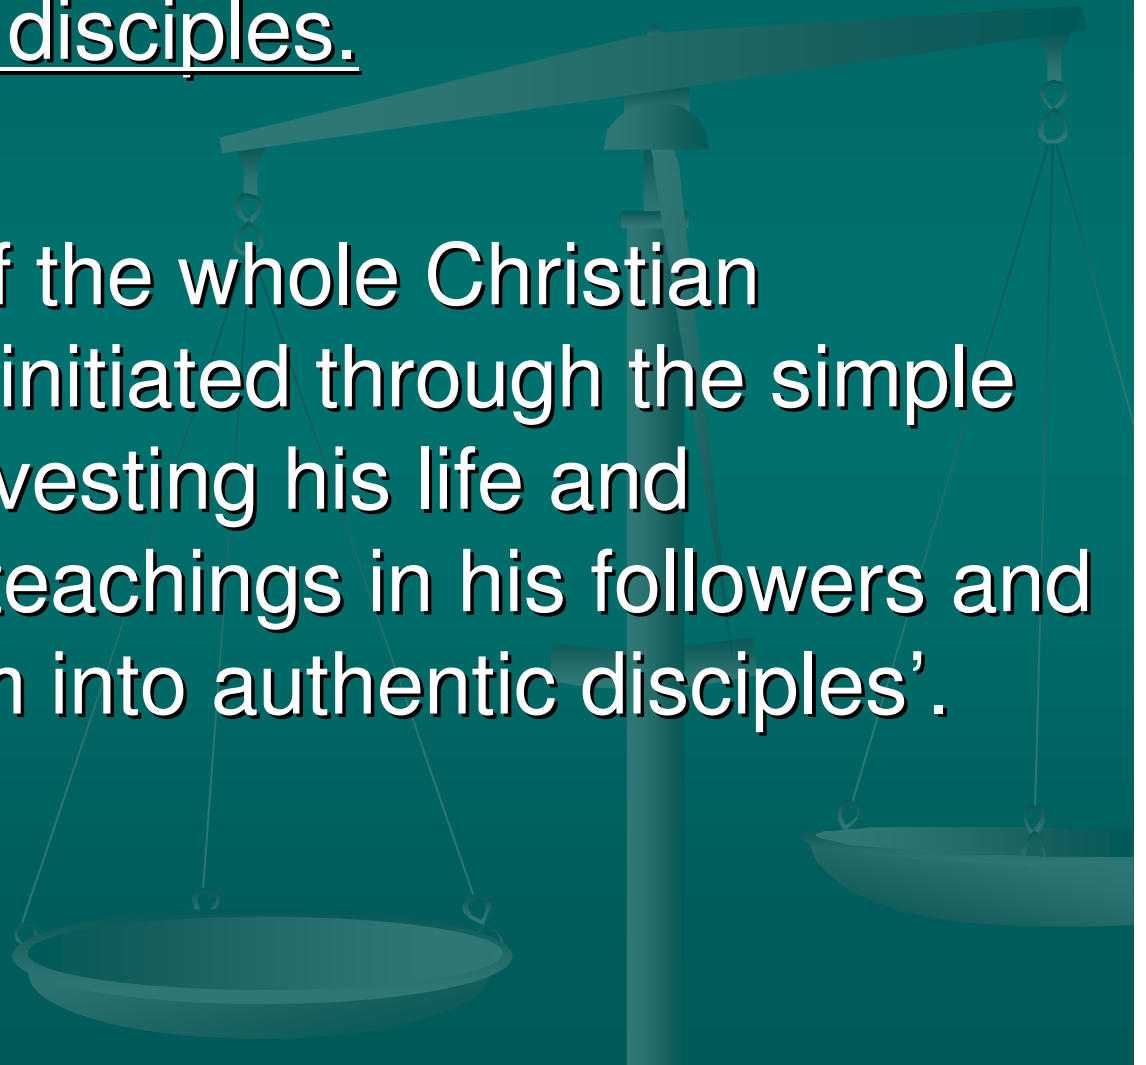 disciples.
f the whole Christian
initiated through the simple
vesting his life and
teachings in his followers and
n into authentic disciples’.